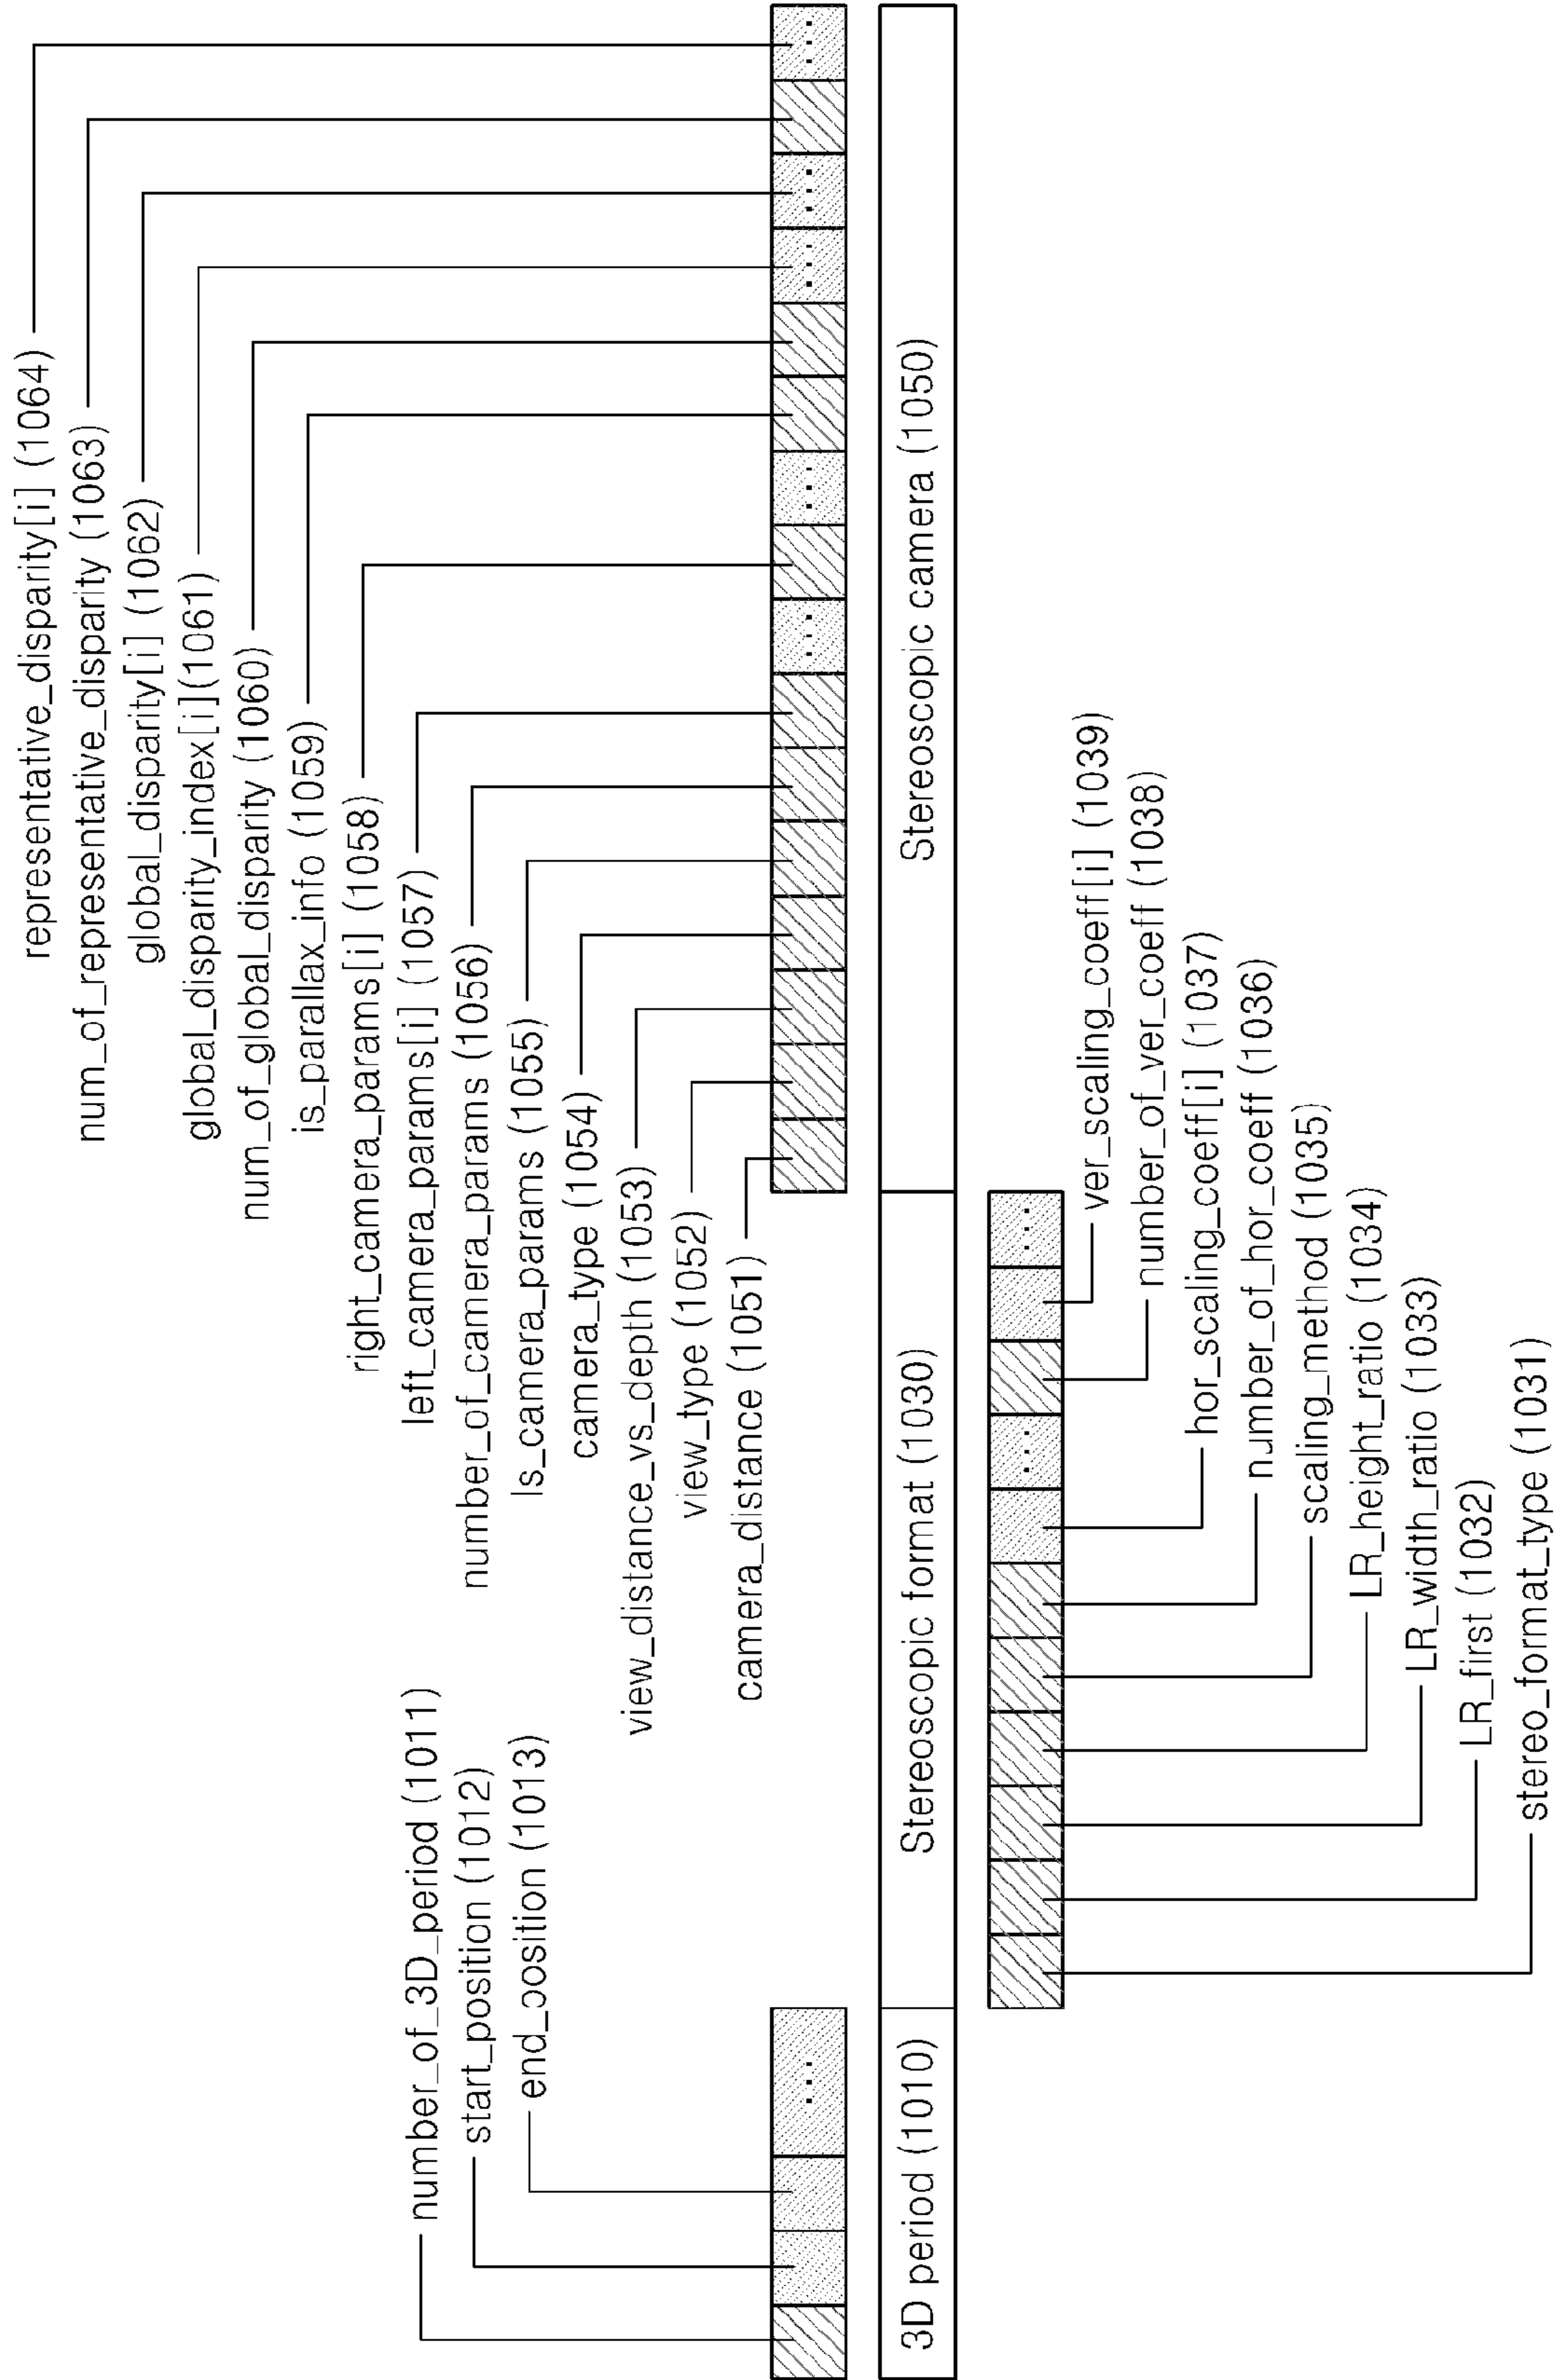 number_of_3D_period (1011)
start_position (1012)
end_position (1013)
representative_disparity[i] (1064)
num_of_representative_disparity (1063)
global_disparity[i] (1062)
global_disparity_index[i](1061)
num_of_global_disparity (1060)
is_parallax_info (1059)
right_camera_params[i] (1058)
left_camera_params[i] (1057)
number_of_camera_params (1056)
Is_camera_params (1055)
camera_type (1054)
view_distance_vs_depth (1053)
view_type (1052)
camera_distance (1051)
3D period (1010)
Stereoscopic format (1030)
Stereoscopic camera (1050)
ver_scaling_coeff[i] (1039)
number_of_ver_coeff (1038)
hor_scaling_coeff[i] (1037)
number_of_hor_coeff (1036)
scaling_method (1035)
LR_height_ratio (1034)
LR_width_ratio (1033)
LR_first (1032)
stereo_format_type (1031)